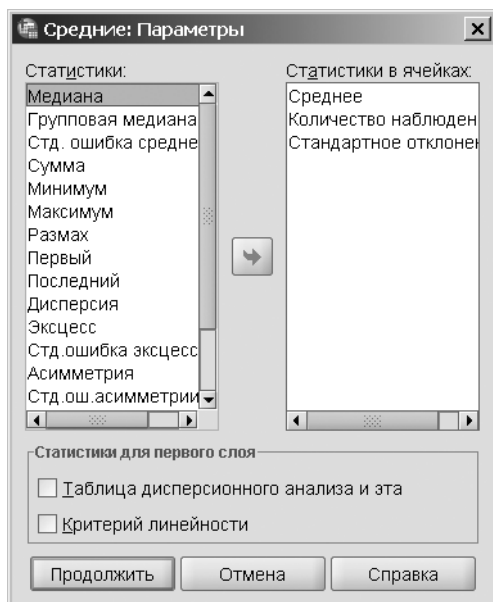 Средние: Параметры
Статистики:
Медиана
Групповая медиана
Стд. ошибка средне
Сумма
Минимум
Максимум
Размах
Первый
Последний
Дисперсия
Эксцесс
Стд.ошибка эксцесс
Асимметрия
Стд.ош.асимметрии
Статистики в ячейках:
Среднее
Количество наблюден
Стандартное отклонен
Статистики для первого слоя
Таблица дисперсионного анализа и эта
Критерий линейности
Продолжить
Отмена
Справка